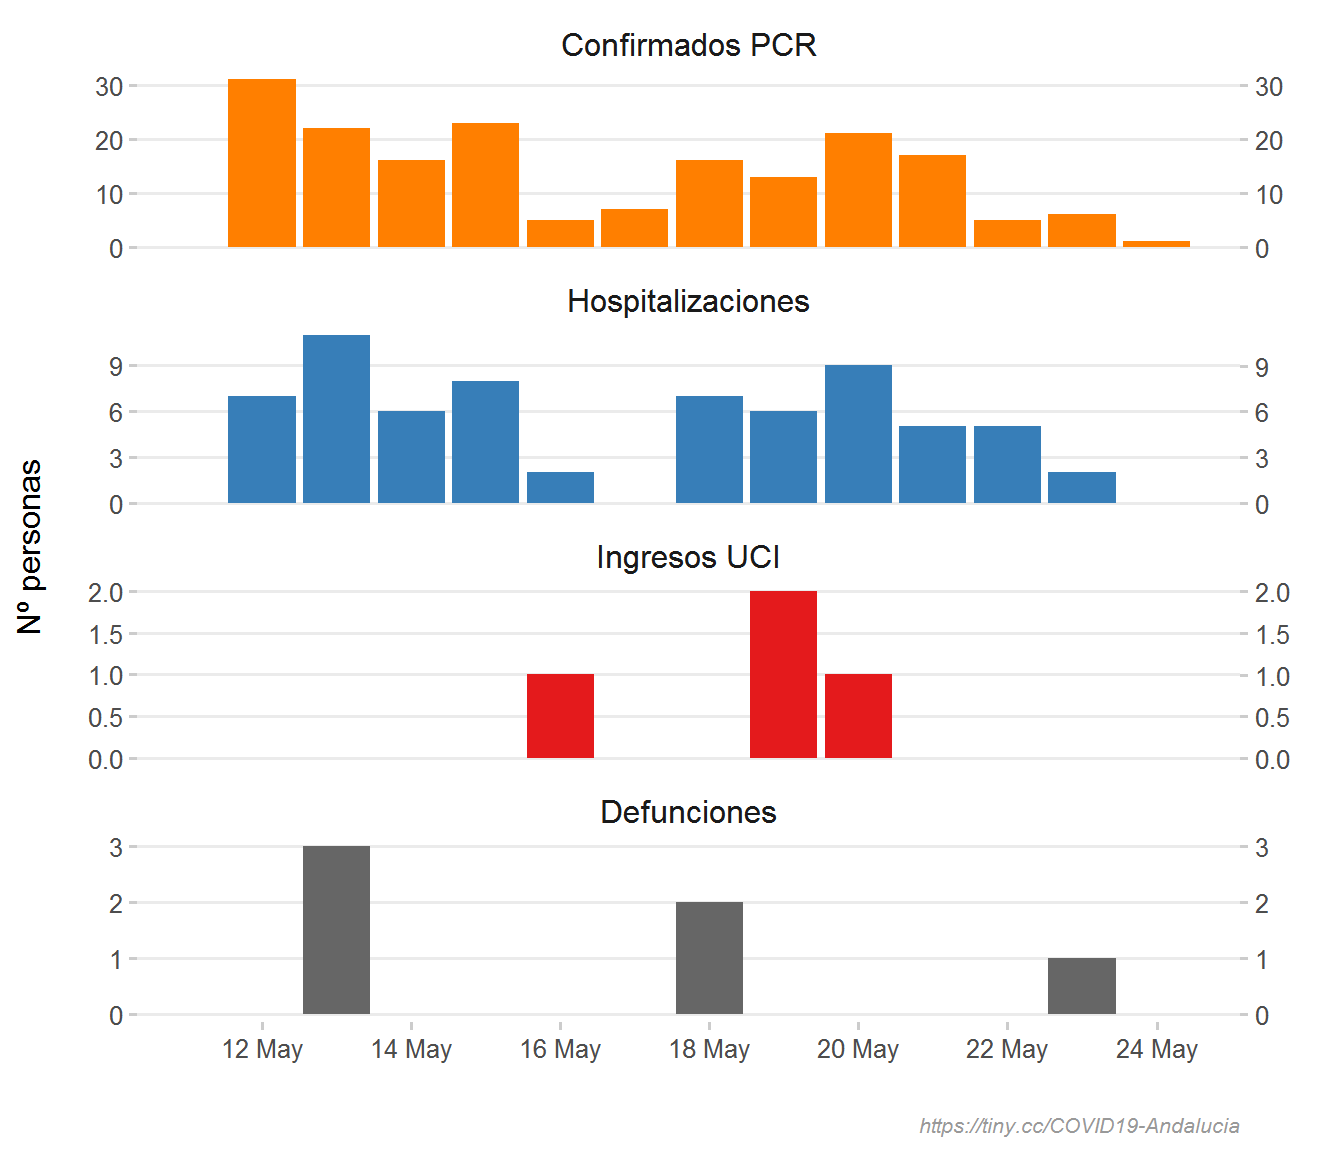 Confirmados PCR
30 30
20 20
10 10
0 0
Hospitalizaciones
9 9
6 6
3 3
0 0
Nº personas
Ingresos UCI
2.0 2.0
1.5 1.5
1.0 1.0
0.5 0.5
0.0 0.0
Defunciones
3 3
2 2
1 1
0 0
12 May 14 May 16 May 18 May 20 May 22 May 24 May
https://tiny.cc/COVID19-Andalucia